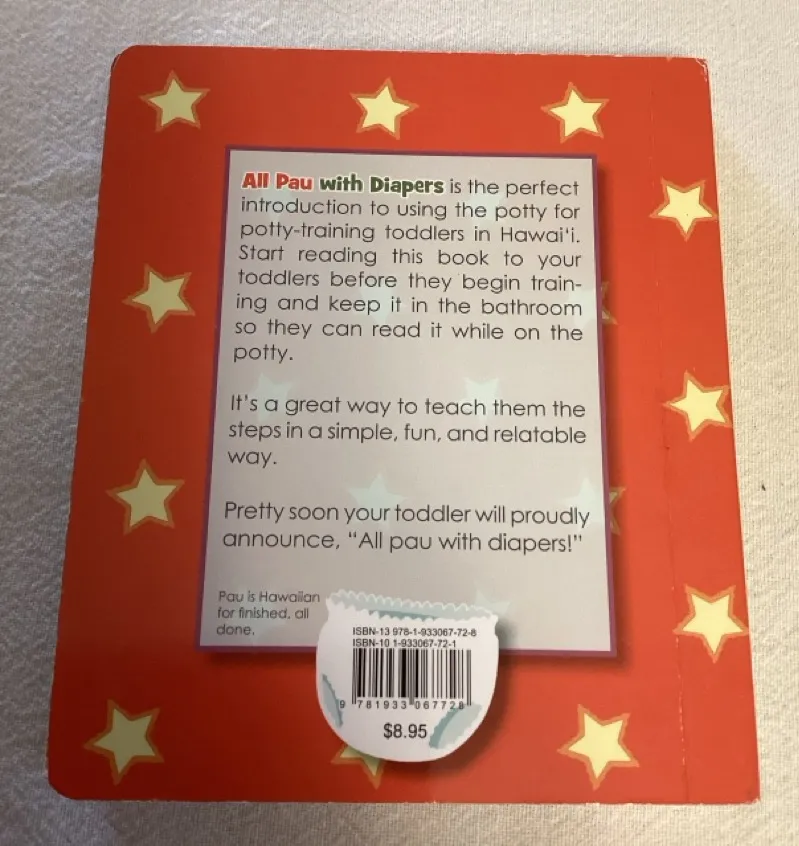 All Pau with Diapers is the perfect
introduction to using the potty for
potty-training toddlers in Hawai‘i.
Start reading this book to your
toddlers before they begin train-
ing and keep it in the bathroom
so they can read it while on the
potty.
It's a great way to teach them the
steps in a simple, fun, and relatable
way.
Pretty soon your toddler will proudly
announce, “All pau with diapers!”
Pau is Hawaiian
for finished, all
done.
ISBN-13 978-1-933067-72-8
ISBN-10 1-933067-72-1
9 781933 067728
$8.95